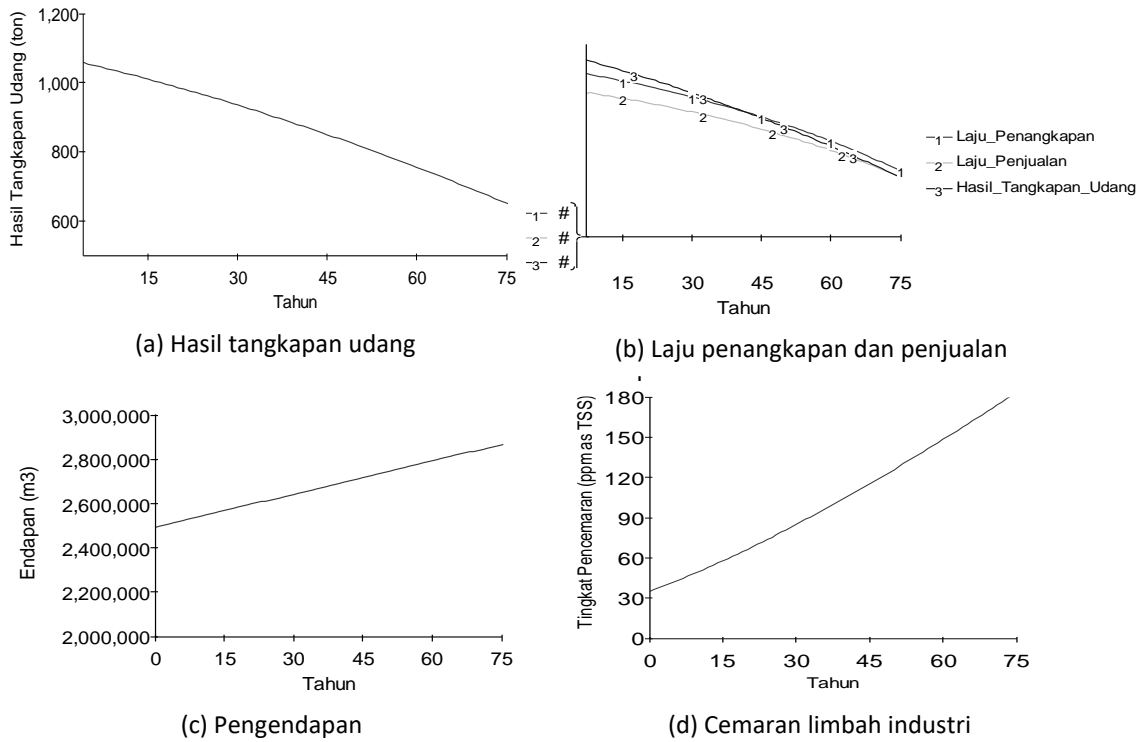 Hasil Tangkapan Udang (ton)
1,200
1,000
800
600
15 30 45 60 75
Tahun
(a) Hasil tangkapan udang
1 #
2 #
3 #
1 1 1 1 1
2 2 2 2
3 3 3 3
15 30 45 60 75
Tahun
1 Laju_Penangkapan
2 Laju_Penjualan
3 Hasil_Tangkapan_Udang
(b) Laju penangkapan dan penjualan
Endapan (m3)
3,000,000
2,800,000
2,600,000
2,400,000
2,200,000
2,000,000
0 15 30 45 60 75
Tahun
(c) Pengendapan
Tingkat Pencemaran (ppm as TSS)
180
150
120
90
60
30
0
0 15 30 45 60 75
Tahun
(d) Cemaran limbah industri